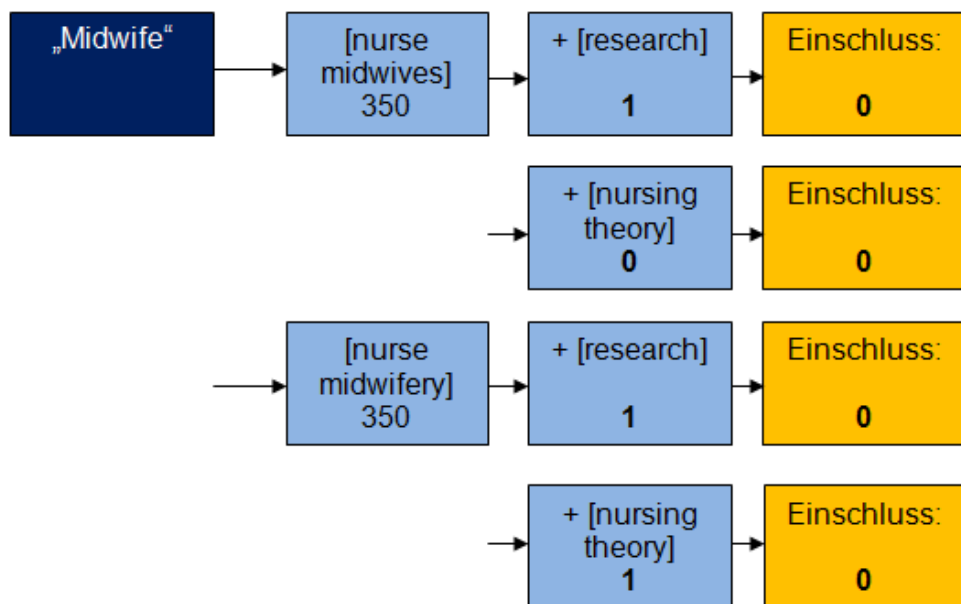 „Midwife“
[nurse
midwives]
350
+ [research]
1
Einschluss:
0
+ [nursing
theory]
0
Einschluss:
0
[nurse
midwifery]
350
+ [research]
1
Einschluss:
0
+ [nursing
theory]
1
Einschluss:
0